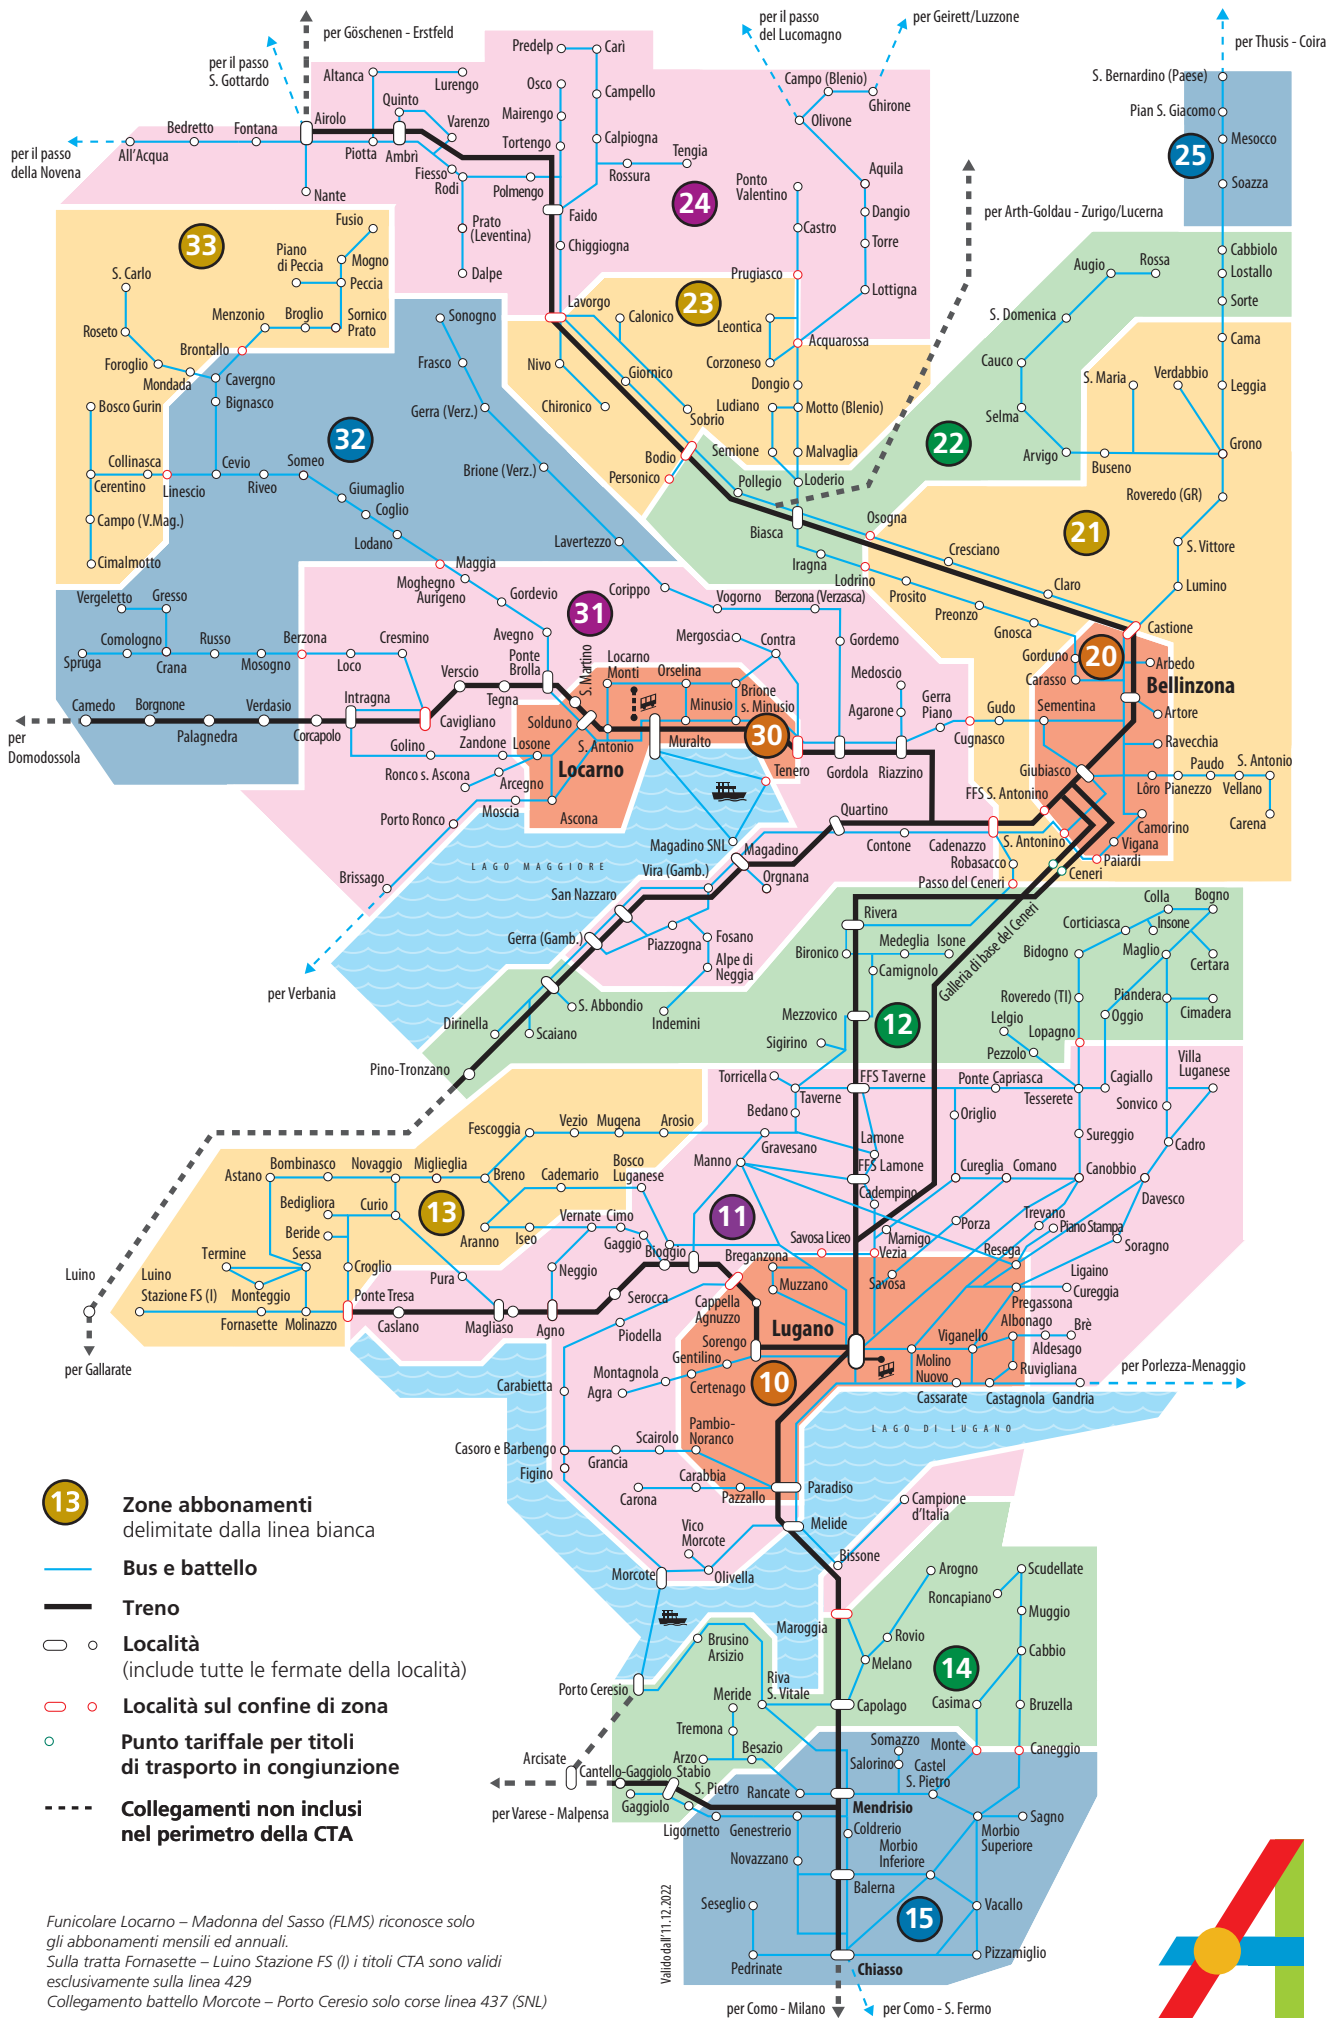 per Göschenen - Erstfeld
per il passo
S. Gottardo
per il passo
del Lucomagno
per Geirett/Luzzone
per Thusis - Coira
per il passo
della Novena
All'Acqua
Bedretto
Fontana
Airolo
Nante
Altanca
Lurengo
Quinto
Varenzo
Piotta
Ambrì
Fiesso
Rodi
Prato
(Leventina)
Dalpe
Polmengo
Predelp
Carì
Osco
Campello
Mairengo
Tortengo
Calpiogna
Rossura
Tengia
Faido
Chiggiogna
24
Campo (Blenio)
Ghirone
Olivone
Aquila
Ponto
Valentino
Dangio
Castro
Torre
Prugiasco
Lottigna
per Arth-Goldau - Zurigo/Lucerna
S. Bernardino (Paese)
Pian S. Giacomo
Mesocco
25
Soazza
Cabbiolo
Lostallo
Sorte
Cama
Leggia
Grono
Augio
Rossa
S. Domenica
Cauco
Selma
Arvigo
Buseno
S. Maria
Verdabbio
Roveredo (GR)
S. Vittore
Lumino
22
21
33
Fusio
Piano
di Peccia
Mogno
Peccia
S. Carlo
Menzonio
Broglio
Sornico
Prato
Roseto
Brontallo
Foroglio
Mondada
Cavergno
Bignasco
Bosco Gurin
Collinasca
Cerentino
Linescio
Cevio
Riveo
Someo
Giumaglio
Coglio
Lodano
Campo (V.Mag.)
Cimalmotto
32
Sonogno
Frasco
Gerra (Verz.)
Brione (Verz.)
Lavertezzo
Maggia
Moghegno
Aurigeno
Gordevio
Corippo
Vogorno
Berzona (Verzasca)
Lavorgo
Calonico
23
Leontica
Acquarossa
Corzoneso
Nivo
Giornico
Chironico
Sobrio
Dongio
Ludiano
Motto (Blenio)
Semione
Malvaglia
Bodio
Personico
Pollegio
Loderio
Biasca
Iragna
Osogna
Cresciano
Lodrino
Prosito
Claro
Preonzo
Gnosca
Castione
Gorduno
20
Arbedo
Carasso
Bellinzona
Sementina
Artore
Ravecchia
Giubiasco
Paudo
S. Antonio
Lôro
Pianezzo
Vellano
Carena
Camorino
Vigana
Paiardi
FFS S. Antonino
S. Antonino
Ceneri
Vergeletto
Gresso
Comologno
Russo
Berzona
Cresmino
Spruga
Crana
Mosogno
Loco
31
Avegno
Ponte
Brolla
S. Martino
Locarno
Monti
Orselina
Mergoscia
Contra
Gordemo
Medoscio
Brione
s. Minusio
Minusio
30
Agarone
Gerra
Piano
Gudo
Cugnasco
Camedo
Borgnone
Palagnedra
Verdasio
Corcapolo
Intragna
Verscio
Tegna
Cavigliano
Solduno
S. Antonio
Muralto
Tenero
Gordola
Riazzino
per
Domodossola
Golino
Zandone
Losone
Locarno
Ronco s. Ascona
Arcegno
Moscia
Ascona
Porto Ronco
Brissago
per Verbania
LAGO MAGGIORE
Magadino SNL
Magadino
Quartino
Contone
Cadenazzo
Robasacco
Passo del Ceneri
Vira (Gamb.)
Orgnana
San Nazzaro
Gerra (Gamb.)
Piazzogna
Fosano
Alpe di
Neggia
Indemini
S. Abbondio
Dirinella
Scaiano
Pino-Tronzano
Galleria di base del Ceneri
Rivera
Bironico
Medeglia
Isone
Camignolo
Mezzovico
12
Sigirino
Colla
Bogno
Corticiasca
Insone
Bidogno
Maglio
Certara
Roveredo (TI)
Piandera
Oggio
Cimadera
Lelgio
Lopagno
Pezzolo
Torricella
Taverne
FFS Taverne
Ponte Capriasca
Tesserete
Cagiallo
Villa
Luganese
Sonvico
Bedano
Origlio
Sureggio
Cadro
Gravesano
Lamone
Manno
FFS Lamone
Cureglia
Comano
Canobbio
Davesco
Cadempino
11
Porza
Trevano
Piano Stampa
Soragno
Savosa Liceo
Mamigo
Vezia
Resega
Savosa
Ligaino
Cureggia
Pregassona
Fescoggia
Vezio
Mugena
Arosio
Bombinasco
Novaggio
Miglieglia
Astano
Breno
Cademario
Bosco
Luganese
Bedigliora
Curio
13
Beride
Vernate
Cimo
Aranno
Iseo
Gaggio
Bioggio
Termine
Sessa
Croglio
Pura
Neggio
Serocca
Luino
Luino
Stazione FS (I)
Monteggio
Fornasette
Molinazzo
Ponte Tresa
Caslano
Magliaso
Agno
per Gallarate
Breganzona
Muzzano
Cappella
Agnuzzo
Lugano
Piodella
Sorengo
Gentilino
Montagnola
Agra
Certenago
10
Viganello
Molino
Nuovo
Albonago
Brè
Aldesago
Ruvigliana
Cassarate
Castagnola
Gandria
per Porlezza-Menaggio
LAGO DI LUGANO
Carabietta
Pambio-
Noranco
Scairolo
Casoro e Barbengo
Grancia
Figino
Carabbia
Carona
Pazzallo
Paradiso
Vico
Morcote
Melide
Campione
d'Italia
Bissone
Morcote
Olivella
Maroggia
Arogno
Scudellate
Roncapiano
Muggio
Rovio
Cabbio
Melano
14
Casima
Bruzella
Brusino
Arsizio
Porto Ceresio
Riva
S. Vitale
Capolago
Meride
Tremona
Besazio
Arzo
Somazzo
Monte
Caneggio
Salorino
Castel
S. Pietro
Arcisate
Cantello-Gaggiolo
Stabio
S. Pietro
Rancate
Mendrisio
per Varese - Malpensa
Gaggiolo
Ligornetto
Genestrerio
Coldrerio
Morbio
Superiore
Sagno
Novazzano
Morbio
Inferiore
Balerna
Seseglio
15
Vacallo
Pedrinate
Chiasso
Pizzamiglio
per Como - Milano
per Como - S. Fermo
Valido dall'11.12.2022
13
Zone abbonamenti
delimitate dalla linea bianca
Bus e battello
Treno
Località
(include tutte le fermate della località)
Località sul confine di zona
Punto tariffale per titoli
di trasporto in congiunzione
Collegamenti non inclusi
nel perimetro della CTA
Funicolare Locarno – Madonna del Sasso (FLMS) riconosce solo
gli abbonamenti mensili ed annuali.
Sulla tratta Fornasette – Luino Stazione FS (I) i titoli CTA sono validi
esclusivamente sulla linea 429
Collegamento battello Morcote – Porto Ceresio solo corse linea 437 (SNL)